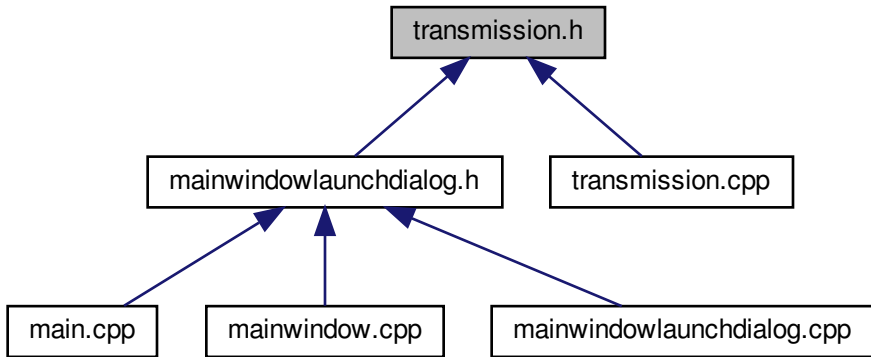 transmission.h
mainwindowlaunchdialog.h
transmission.cpp
main.cpp
mainwindow.cpp
mainwindowlaunchdialog.cpp